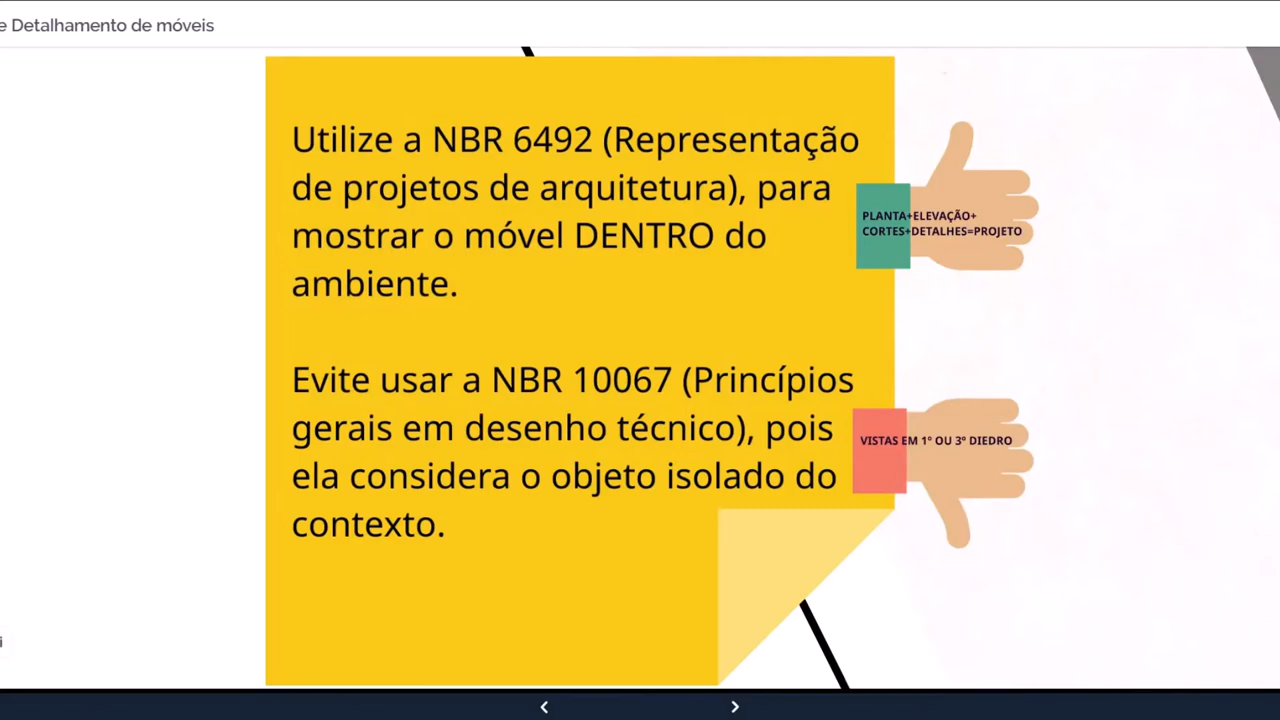 e Detalhamento de móveis
Utilize a NBR 6492 (Representação
de projetos de arquitetura), para
mostrar o móvel DENTRO do
ambiente.
PLANTA+ELEVAÇÃO+
CORTES+DETALHES=PROJETO
Evite usar a NBR 10067 (Princípios
gerais em desenho técnico), pois
ela considera o objeto isolado do
contexto.
VISTAS EM 1º OU 3º DIEDRO
i